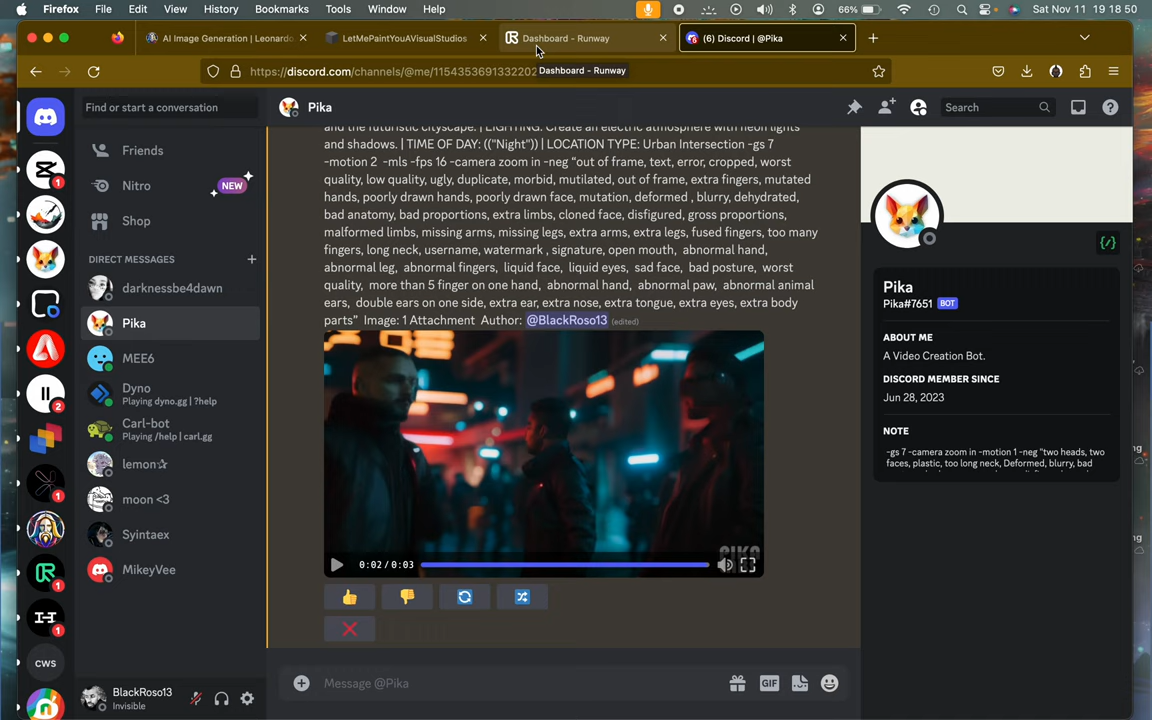 Firefox File Edit View History Bookmarks Tools Window Help 66% Sat Nov 11 19 18 50
AI Image Generation | Leonardo
LetMePaintYouAVisualStudios
Dashboard - Runway
(6) Discord | @Pika
https://discord.com/channels/@me/1154353691332202
Dashboard - Runway
Find or start a conversation
Friends
Nitro
NEW
Shop
DIRECT MESSAGES
darknessbe4dawn
Pika
MEE6
Dyno
Playing dyno.gg | ?help
Carl-bot
Playing /help | carl.gg
lemon
moon <3
Syintaex
MikeyVee
1
1
2
1
1
1
CWS
BlackRoso13
Invisible
Pika
Search
and the futuristic cityscape. | LIGHTING: Create an electric atmosphere with neon lights
and shadows. | TIME OF DAY: (("Night")) | LOCATION TYPE: Urban Intersection -gs 7
-motion 2 -mls -fps 16 -camera zoom in -neg “out of frame, text, error, cropped, worst
quality, low quality, ugly, duplicate, morbid, mutilated, out of frame, extra fingers, mutated
hands, poorly drawn hands, poorly drawn face, mutation, deformed , blurry, dehydrated,
bad anatomy, bad proportions, extra limbs, cloned face, disfigured, gross proportions,
malformed limbs, missing arms, missing legs, extra arms, extra legs, fused fingers, too many
fingers, long neck, username, watermark , signature, open mouth, abnormal hand,
abnormal leg, abnormal fingers, liquid face, liquid eyes, sad face, bad posture, worst
quality, more than 5 finger on one hand, abnormal hand, abnormal paw, abnormal animal
ears, double ears on one side, extra ear, extra nose, extra tongue, extra eyes, extra body
parts” Image: 1 Attachment Author: @BlackRoso13 (edited)
PIKA
0:02 / 0:03
Message @Pika
GIF
Pika
Pika#7651 BOT
ABOUT ME
A Video Creation Bot.
DISCORD MEMBER SINCE
Jun 28, 2023
NOTE
-gs 7 -camera zoom in -motion 1 -neg "two heads, two
faces, plastic, too long neck, Deformed, blurry, bad
ng
ng